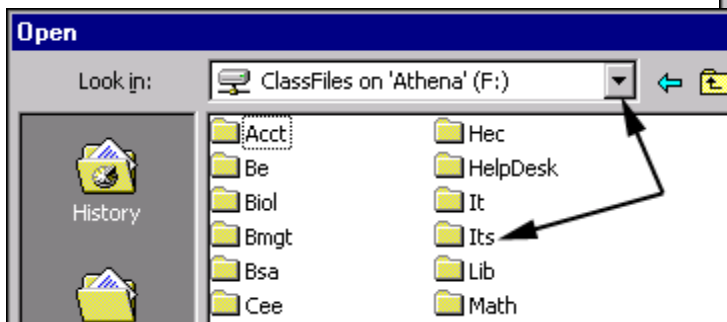 Open
Look in: ClassFiles on 'Athena' (F:)
History
Acct
Be
Biol
Bmgt
Bsa
Cee
Hec
HelpDesk
It
Its
Lib
Math